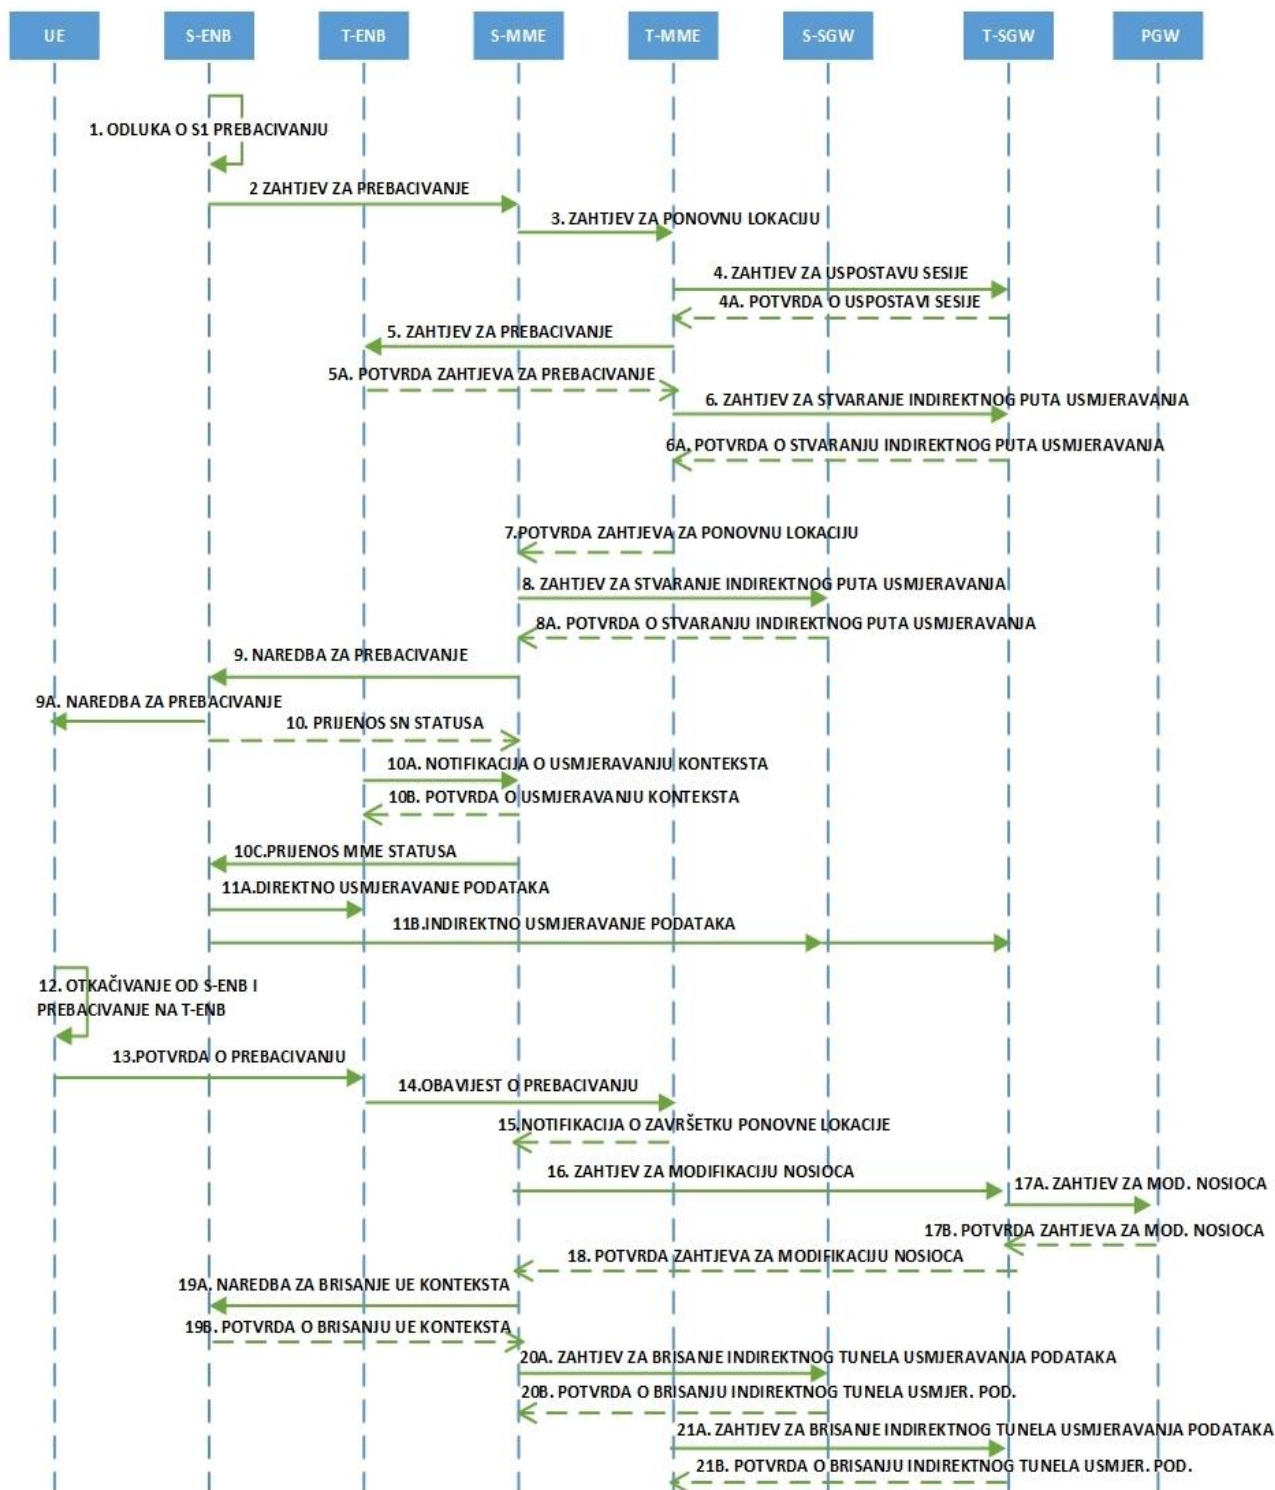 UE
S-ENB
T-ENB
S-MME
T-MME
S-SGW
T-SGW
PGW
1. ODLUKA O S1 PREBACIVANJU
2 ZAHTJEV ZA PREBACIVANJE
3. ZAHTJEV ZA PONOVNU LOKACIJU
4. ZAHTJEV ZA USPOSTAVU SESIJE
4A. POTVRDA O USPOSTAVI SESIJE
5. ZAHTJEV ZA PREBACIVANJE
5A. POTVRDA ZAHTJEVA ZA PREBACIVANJE
6. ZAHTJEV ZA STVARANJE INDIREKTNOG PUTA USMJERAVANJA
6A. POTVRDA O STVARANJU INDIREKTNOG PUTA USMJERAVANJA
7.POTVRDA ZAHTJEVA ZA PONOVNU LOKACIJU
8. ZAHTJEV ZA STVARANJE INDIREKTNOG PUTA USMJERAVANJA
8A. POTVRDA O STVARANJU INDIREKTNOG PUTA USMJERAVANJA
9. NAREDBA ZA PREBACIVANJE
9A. NAREDBA ZA PREBACIVANJE
10. PRIJENOS SN STATUSA
10A. NOTIFIKACIJA O USMJERAVANJU KONTEKSTA
10B. POTVRDA O USMJERAVANJU KONTEKSTA
10C.PRIJENOS MME STATUSA
11A.DIREKTNO USMJERAVANJE PODATAKA
11B.INDIREKTNO USMJERAVANJE PODATAKA
12. OTKAČIVANJE OD S-ENB I
PREBACIVANJE NA T-ENB
13.POTVRDA O PREBACIVANJU
14.OBAVIJEST O PREBACIVANJU
15.NOTIFIKACIJA O ZAVRŠETKU PONOVNE LOKACIJE
16. ZAHTJEV ZA MODIFIKACIJU NOSIOCA
17A. ZAHTJEV ZA MOD. NOSIOCA
17B. POTVRDA ZAHTJEVA ZA MOD. NOSIOCA
18. POTVRDA ZAHTJEVA ZA MODIFIKACIJU NOSIOCA
19A. NAREDBA ZA BRISANJE UE KONTEKSTA
19B. POTVRDA O BRISANJU UE KONTEKSTA
20A. ZAHTJEV ZA BRISANJE INDIREKTNOG TUNELA USMJERAVANJA PODATAKA
20B. POTVRDA O BRISANJU INDIREKTNOG TUNELA USMJER. POD.
21A. ZAHTJEV ZA BRISANJE INDIREKTNOG TUNELA USMJERAVANJA PODATAKA
21B. POTVRDA O BRISANJU INDIREKTNOG TUNELA USMJER. POD.